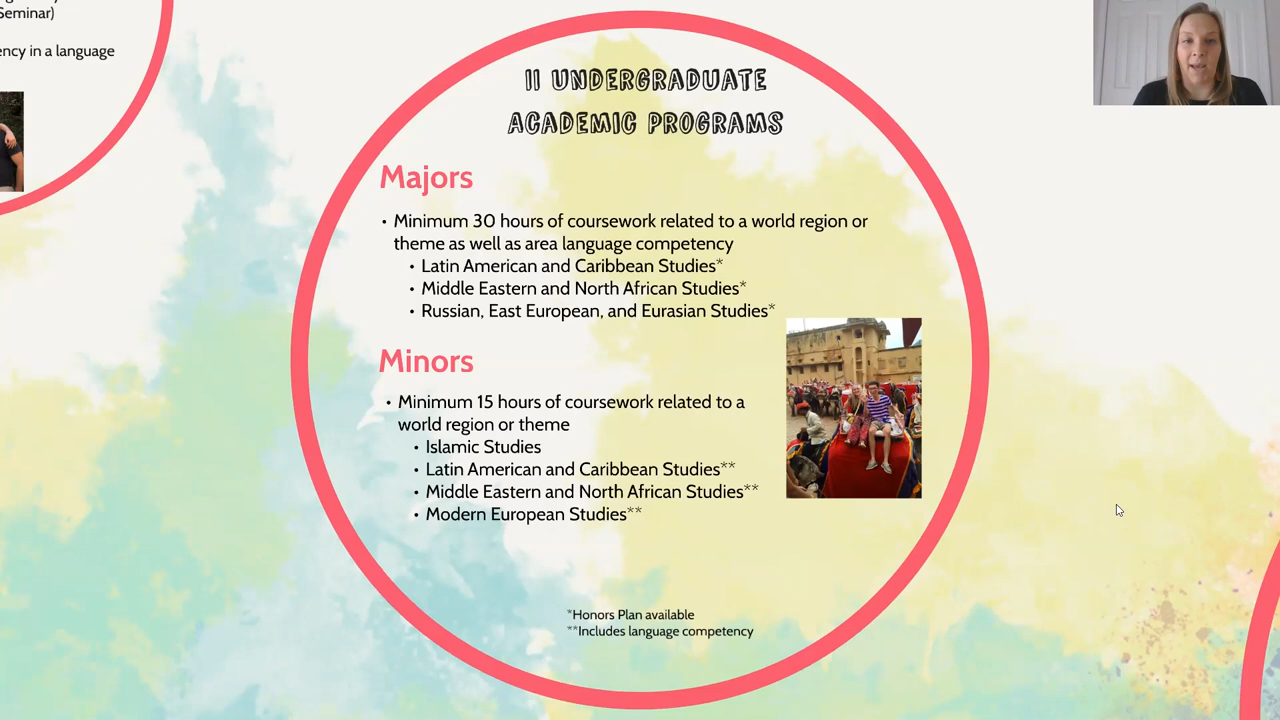 Seminar)
ency in a language
11 UNDERGRADUATE
ACADEMIC PROGRAMS
Majors
• Minimum 30 hours of coursework related to a world region or
theme as well as area language competency
• Latin American and Caribbean Studies*
• Middle Eastern and North African Studies*
• Russian, East European, and Eurasian Studies*
Minors
• Minimum 15 hours of coursework related to a
world region or theme
• Islamic Studies
• Latin American and Caribbean Studies**
• Middle Eastern and North African Studies**
• Modern European Studies**
*Honors Plan available
**Includes language competency